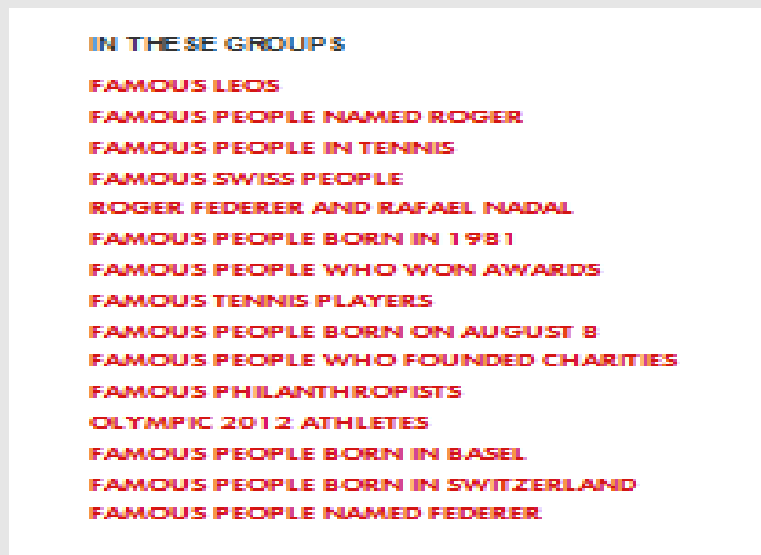 IN THESE GROUPS
FAMOUS LEOS
FAMOUS PEOPLE NAMED ROGER
FAMOUS PEOPLE IN TENNIS
FAMOUS SWISS PEOPLE
ROGER FEDERER AND RAFAEL NADAL
FAMOUS PEOPLE BORN IN 1981
FAMOUS PEOPLE WHO WON AWARDS
FAMOUS TENNIS PLAYERS
FAMOUS PEOPLE BORN ON AUGUST 8
FAMOUS PEOPLE WHO FOUNDED CHARITIES
FAMOUS PHILANTHROPISTS
OLYMPIC 2012 ATHLETES
FAMOUS PEOPLE BORN IN BASEL
FAMOUS PEOPLE BORN IN SWITZERLAND
FAMOUS PEOPLE NAMED FEDERER